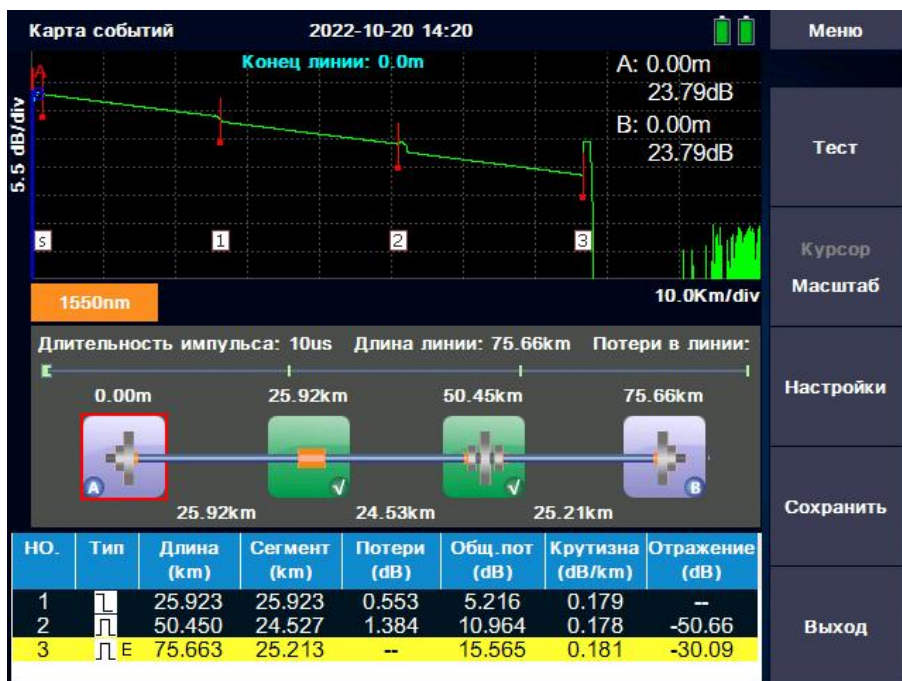 Карта событий 2022-10-20 14:20 Меню
Конец линии: 0.0m
A: 0.00m
23.79dB
B: 0.00m
23.79dB
A
5.5 dB/div
s 1 2 3
1550nm 10.0Km/div
Тест
Курсор
Масштаб
Настройки
Сохранить
Выход
Длительность импульса: 10us Длина линии: 75.66km Потери в линии:
0.00m 25.92km 50.45km 75.66km
A √ √ B
25.92km 24.53km 25.21km
НО. Тип Длина (km) Сегмент (km) Потери (dB) Общ.пот (dB) Крутизна (dB/km) Отражение (dB)
1 25.923 25.923 0.553 5.216 0.179 --
2 50.450 24.527 1.384 10.964 0.178 -50.66
3 E 75.663 25.213 -- 15.565 0.181 -30.09